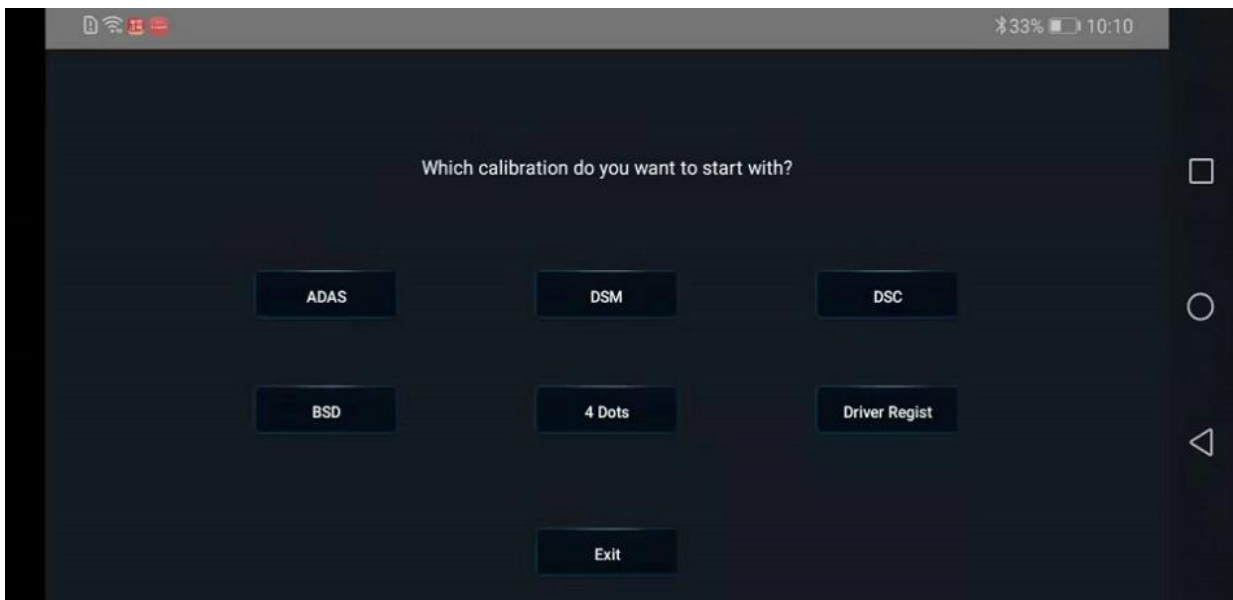 33% 10:10
Which calibration do you want to start with?
ADAS DSM DSC
BSD 4 Dots Driver Regist
Exit